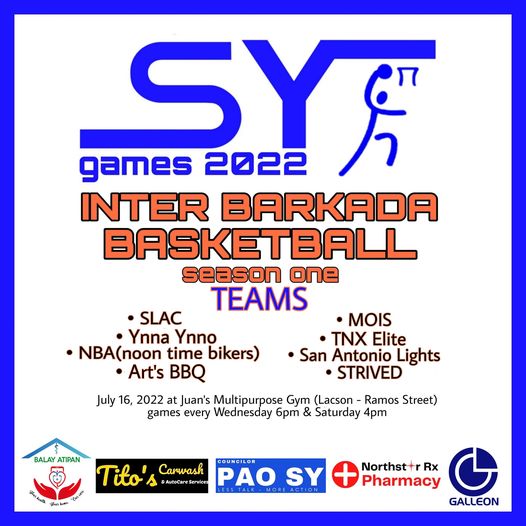 SY
games 2022
INTER BARKADA
BASKETBALL
season one
TEAMS
• SLAC
• Ynna Ynno
• NBA(noon time bikers)
• Art's BBQ
• MOIS
• TNX Elite
• San Antonio Lights
• STRIVED
July 16, 2022 at Juan's Multipurpose Gym (Lacson - Ramos Street)
games every Wednesday 6pm & Saturday 4pm
BALAY ATIPAN
Tito's Carwash
& AutoCare Services
COUNCILOR
PAO SY
LESS TALK - MORE ACTION
Northstar Rx
Pharmacy
GALLEON